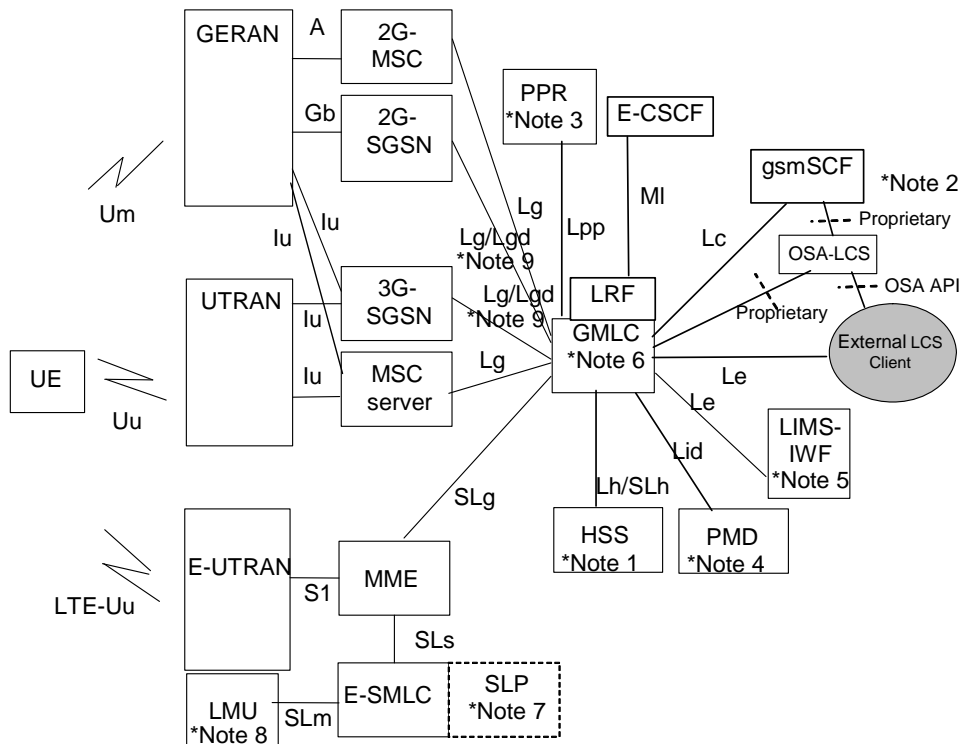 GERAN
A
2G-
MSC
Gb
2G-
SGSN
PPR
*Note 3
E-CSCF
gsmSCF
*Note 2
Um
Iu
Iu
Lg
Lpp
Ml
Lc
Proprietary
OSA-LCS
Lg/Lgd
*Note 9
OSA API
UTRAN
Iu
3G-
SGSN
Lg/Lgd
*Note 9
LRF
GMLC
*Note 6
Proprietary
External LCS
Client
UE
Uu
Iu
MSC
server
Lg
Le
Le
LIMS-
IWF
*Note 5
Lid
SLg
Lh/SLh
HSS
*Note 1
PMD
*Note 4
E-UTRAN
S1
MME
LTE-Uu
SLs
E-SMLC
SLP
*Note 7
LMU
*Note 8
SLm